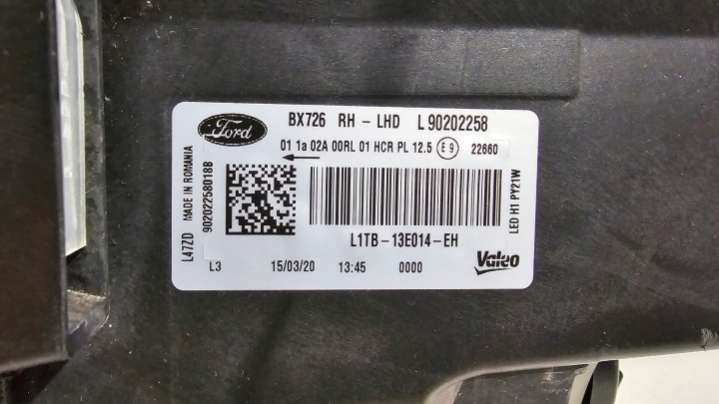 Ford
BX726 RH - LHD L 90202258
01 1a 02A 00RL 01 HCR PL 12.5 E9 22660
L47ZD MADE IN ROMANIA
90202258018B
LED H1 PY21W
L1TB-13E014-EH
L3 15/03/20 13:45 0000
Valeo